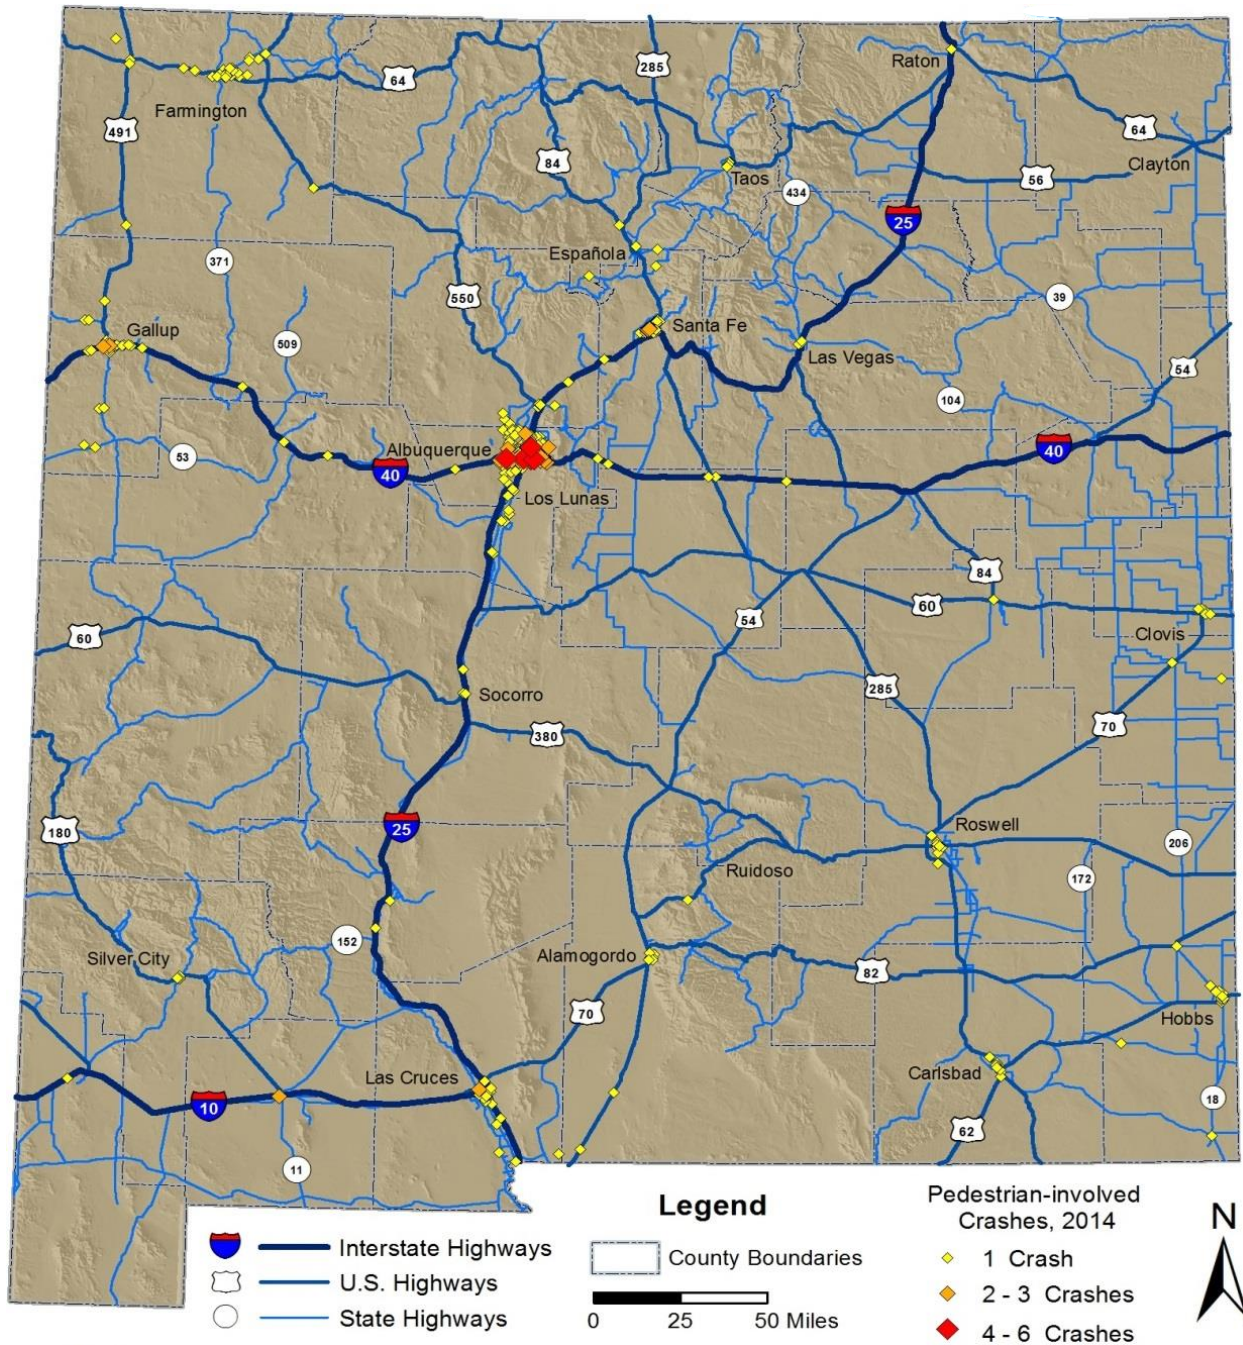 Raton
285
64
Farmington
491
64
Clayton
84
Taos
56
434
25
Española
371
550
39
Gallup
Santa Fe
509
Las Vegas
54
104
Albuquerque
53
40
40
Los Lunas
84
60
54
60
Clovis
285
Socorro
380
70
180
25
Roswell
206
Ruidoso
172
152
Silver City
Alamogordo
82
70
Hobbs
Las Cruces
Carlsbad
10
18
62
11
Legend
Pedestrian-involved
Crashes, 2014
N
Interstate Highways
County Boundaries
1 Crash
U.S. Highways
2 - 3 Crashes
State Highways
0 25 50 Miles
4 - 6 Crashes